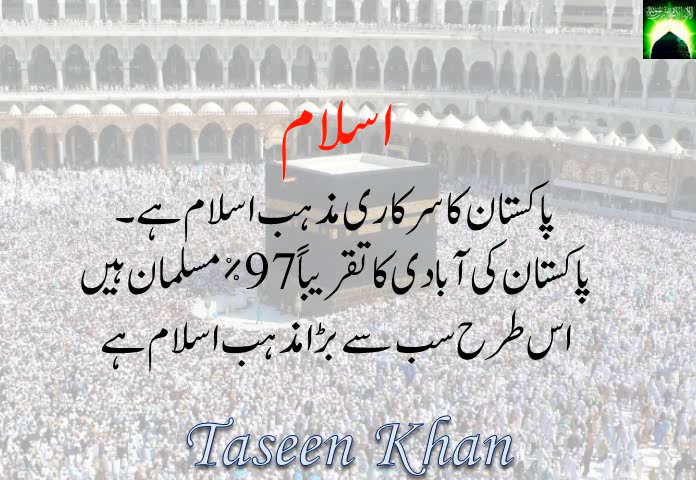 اسلام
پاکستان کا سرکاری مذہب اسلام ہے۔
پاکستان کی آبادی کا تقریباً 97٪ مسلمان ہیں
اس طرح سب سے بڑا مذہب اسلام ہے
Taseen Khan